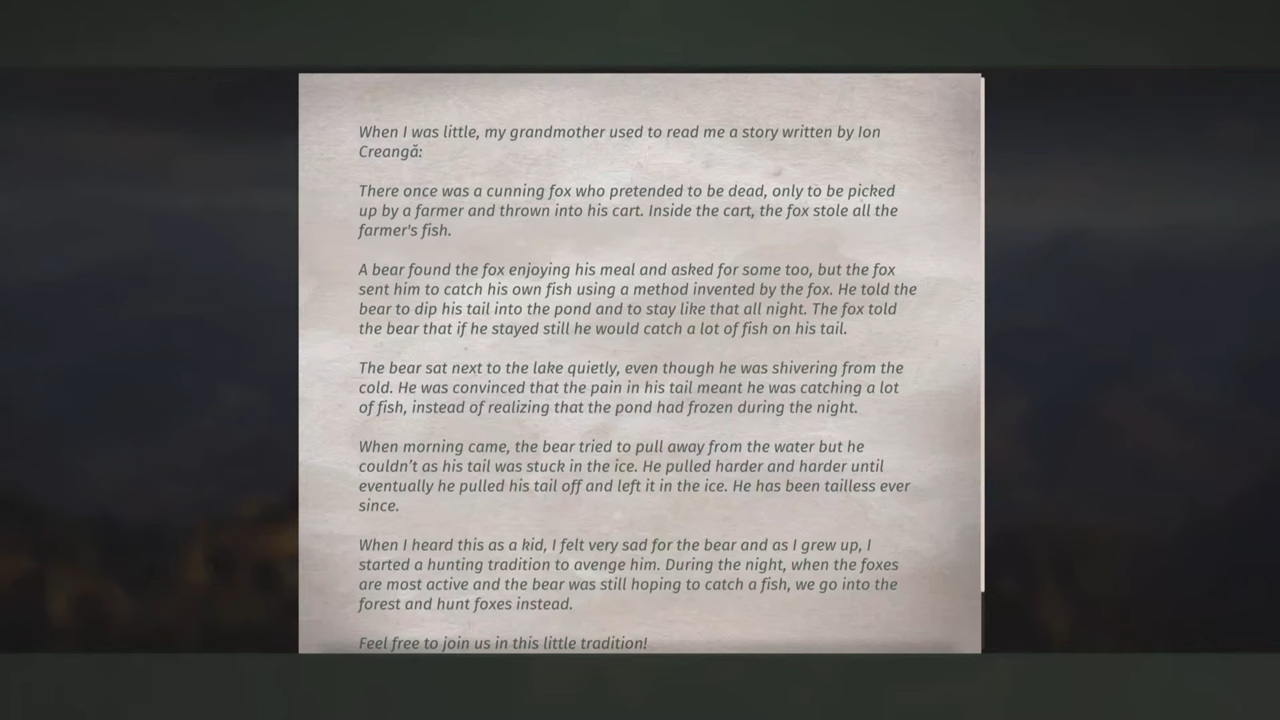 When I was little, my grandmother used to read me a story written by Ion
Creangă:
There once was a cunning fox who pretended to be dead, only to be picked
up by a farmer and thrown into his cart. Inside the cart, the fox stole all the
farmer's fish.
A bear found the fox enjoying his meal and asked for some too, but the fox
sent him to catch his own fish using a method invented by the fox. He told the
bear to dip his tail into the pond and to stay like that all night. The fox told
the bear that if he stayed still he would catch a lot of fish on his tail.
The bear sat next to the lake quietly, even though he was shivering from the
cold. He was convinced that the pain in his tail meant he was catching a lot
of fish, instead of realizing that the pond had frozen during the night.
When morning came, the bear tried to pull away from the water but he
couldn't as his tail was stuck in the ice. He pulled harder and harder until
eventually he pulled his tail off and left it in the ice. He has been tailless ever
since.
When I heard this as a kid, I felt very sad for the bear and as I grew up, I
started a hunting tradition to avenge him. During the night, when the foxes
are most active and the bear was still hoping to catch a fish, we go into the
forest and hunt foxes instead.
Feel free to join us in this little tradition!